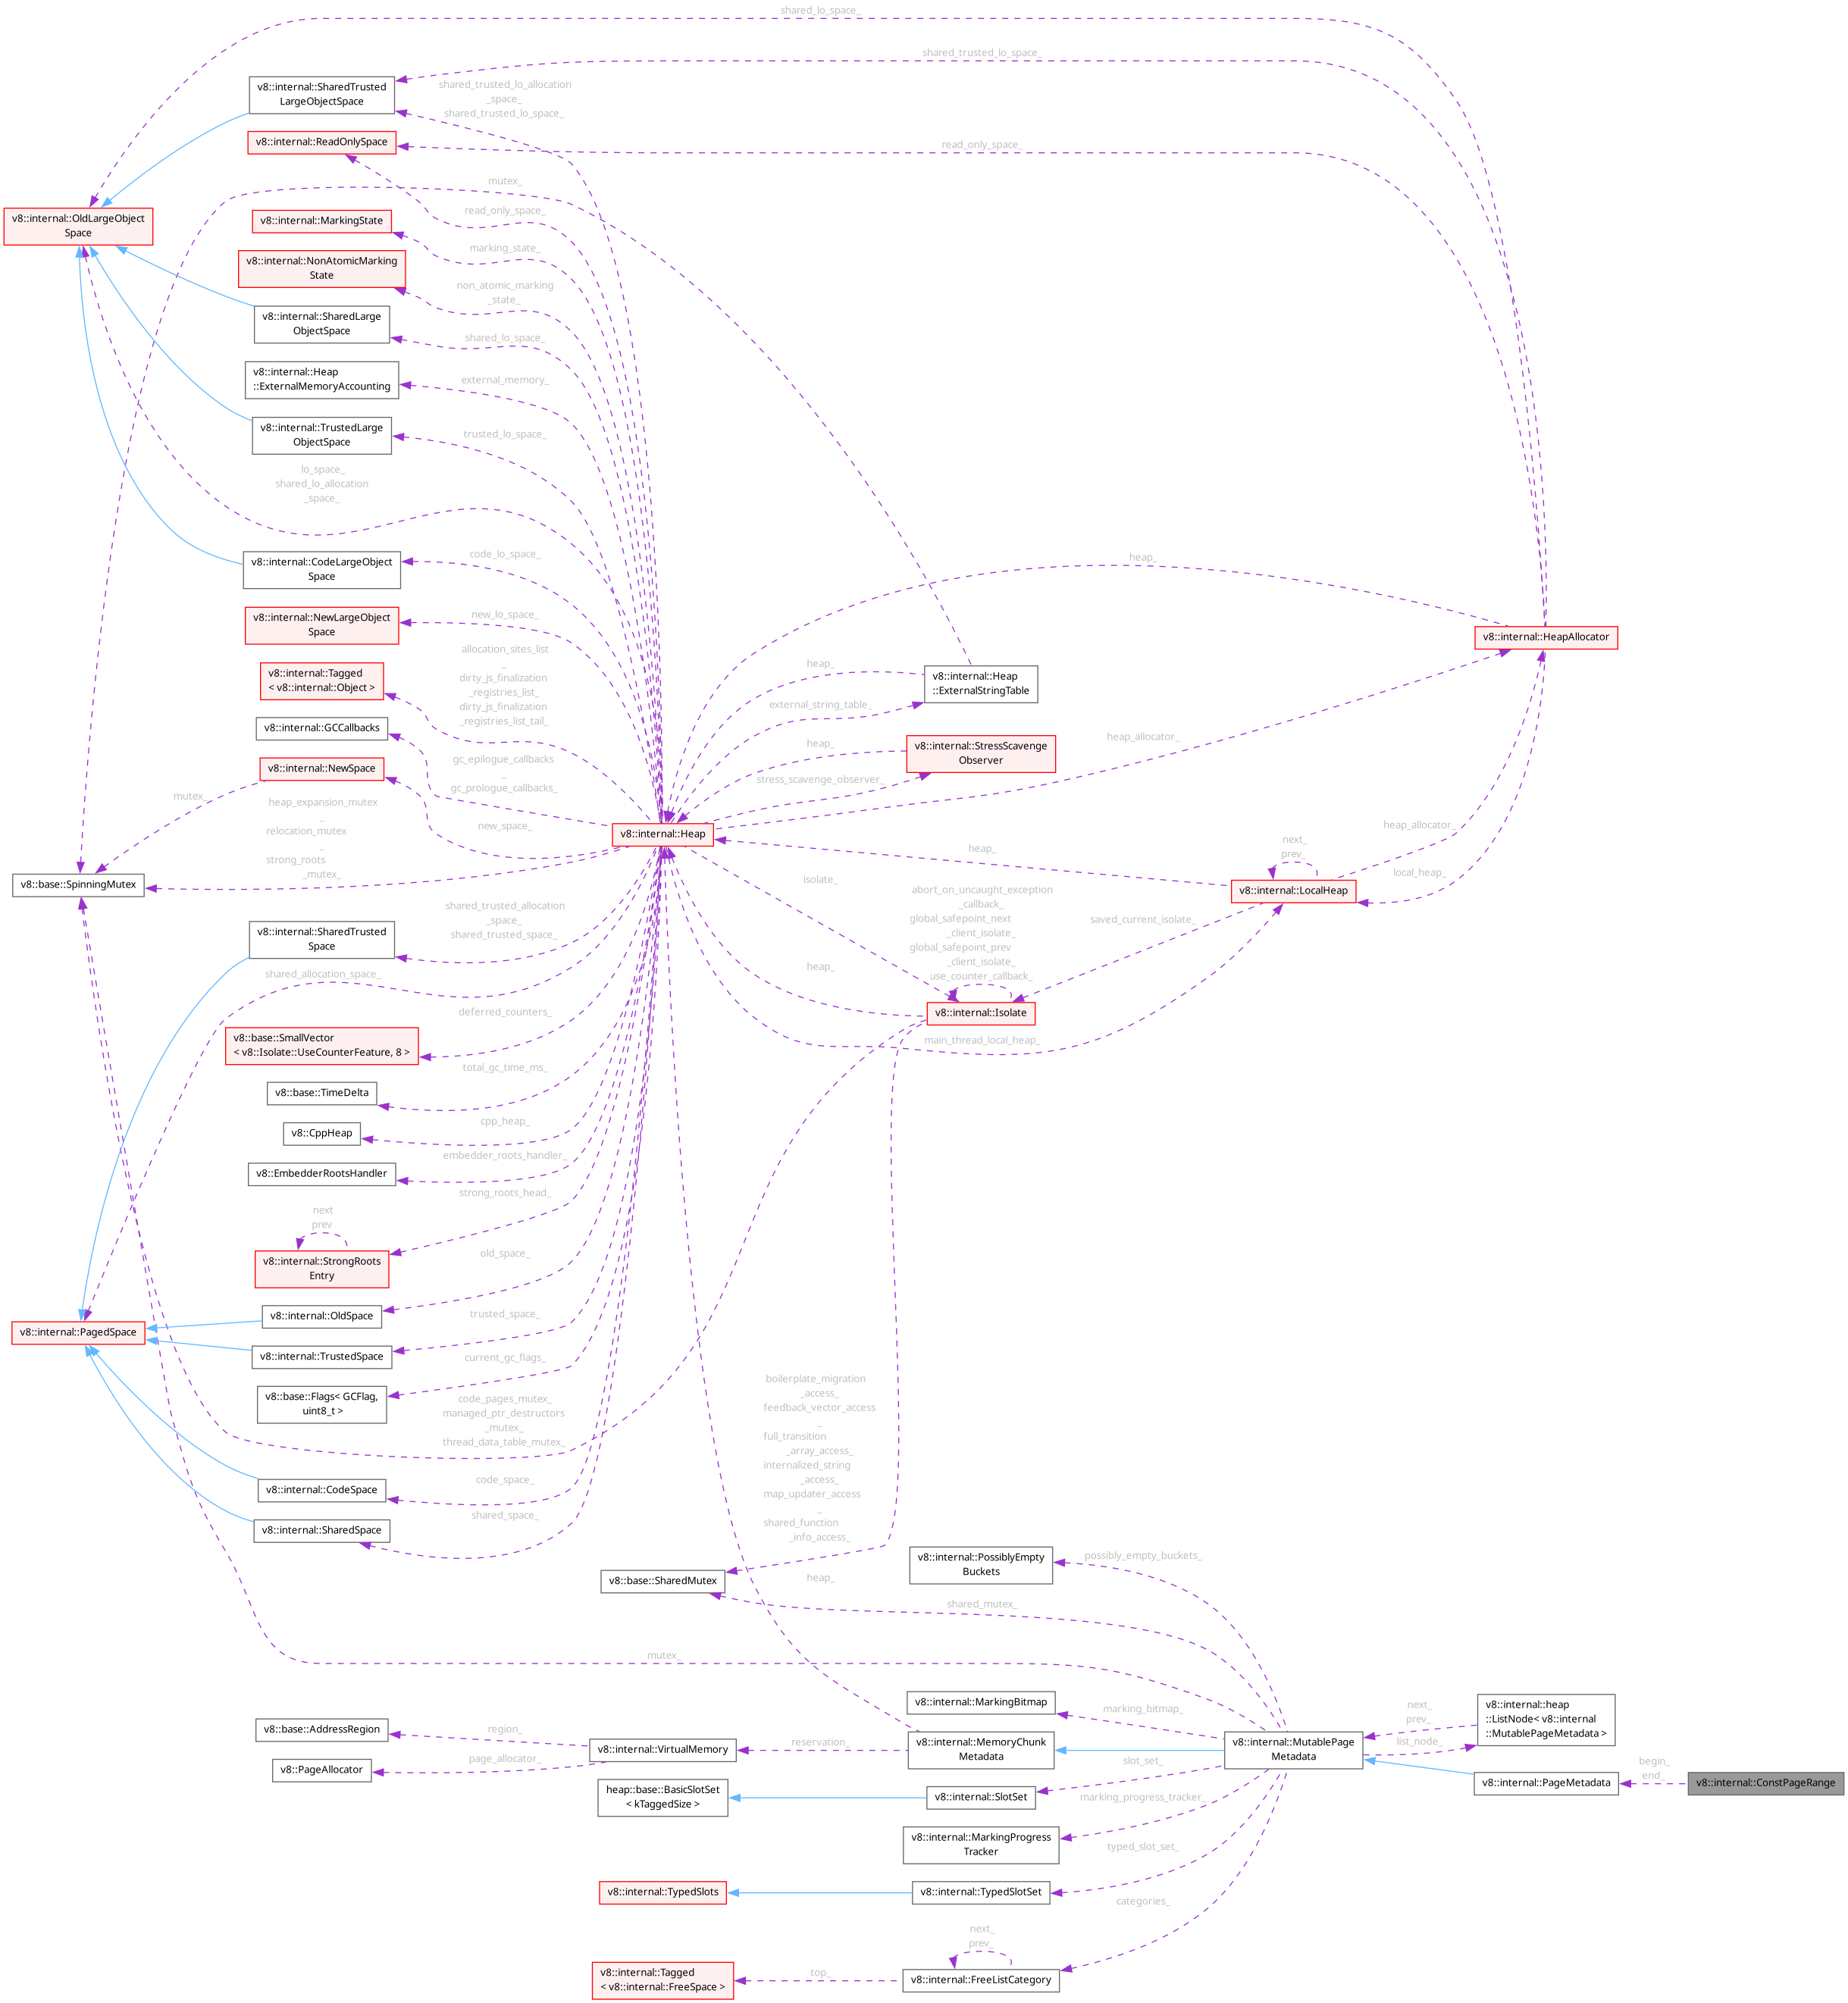 shared_lo_space_
shared_trusted_lo_space_
v8::internal::SharedTrusted
LargeObjectSpace
shared_trusted_lo_allocation
_space_
shared_trusted_lo_space_
v8::internal::ReadOnlySpace
read_only_space_
mutex_
v8::internal::OldLargeObject
Space
v8::internal::MarkingState
read_only_space_
v8::internal::NonAtomicMarking
State
marking_state_
v8::internal::SharedLarge
ObjectSpace
non_atomic_marking
_state_
shared_lo_space_
v8::internal::Heap
::ExternalMemoryAccounting
external_memory_
v8::internal::TrustedLarge
ObjectSpace
trusted_lo_space_
lo_space_
shared_lo_allocation
_space_
v8::internal::CodeLargeObject
Space
code_lo_space_
heap_
v8::internal::NewLargeObject
Space
new_lo_space_
v8::internal::HeapAllocator
v8::internal::Tagged
< v8::internal::Object >
allocation_sites_list
_
dirty_js_finalization
_registries_list_
dirty_js_finalization
_registries_list_tail_
heap_
v8::internal::Heap
::ExternalStringTable
external_string_table_
v8::internal::GCCallbacks
gc_epilogue_callbacks
_
gc_prologue_callbacks_
heap_
v8::internal::StressScavenge
Observer
stress_scavenge_observer_
heap_allocator_
v8::internal::NewSpace
mutex_
heap_expansion_mutex
_
relocation_mutex
_
strong_roots
_mutex_
new_space_
v8::internal::Heap
heap_allocator_
heap_
next_
prev_
v8::internal::LocalHeap
local_heap_
v8::base::SpinningMutex
isolate_
abort_on_uncaught_exception
_callback_
global_safepoint_next
_client_isolate_
global_safepoint_prev
_client_isolate_
use_counter_callback_
saved_current_isolate_
v8::internal::SharedTrusted
Space
shared_trusted_allocation
_space_
shared_trusted_space_
shared_allocation_space_
heap_
v8::internal::Isolate
deferred_counters_
main_thread_local_heap_
v8::base::SmallVector
< v8::Isolate::UseCounterFeature, 8 >
total_gc_time_ms_
v8::base::TimeDelta
v8::CppHeap
cpp_heap_
v8::EmbedderRootsHandler
embedder_roots_handler_
strong_roots_head_
next
prev
v8::internal::StrongRoots
Entry
old_space_
v8::internal::OldSpace
v8::internal::PagedSpace
trusted_space_
v8::internal::TrustedSpace
current_gc_flags_
v8::base::Flags< GCFlag,
uint8_t >
code_pages_mutex_
managed_ptr_destructors
_mutex_
thread_data_table_mutex_
boilerplate_migration
_access_
feedback_vector_access
_
full_transition
_array_access_
internalized_string
_access_
map_updater_access
_
shared_function
_info_access_
v8::internal::CodeSpace
code_space_
v8::internal::SharedSpace
shared_space_
v8::base::SharedMutex
heap_
v8::internal::PossiblyEmpty
Buckets
possibly_empty_buckets_
shared_mutex_
mutex_
v8::internal::MarkingBitmap
marking_bitmap_
v8::base::AddressRegion
region_
v8::internal::VirtualMemory
reservation_
v8::internal::MemoryChunk
Metadata
v8::internal::MutablePage
Metadata
next_
prev_
list_node_
v8::internal::heap
::ListNode< v8::internal
::MutablePageMetadata >
v8::PageAllocator
page_allocator_
slot_set_
v8::internal::PageMetadata
begin_
end_
v8::internal::ConstPageRange
heap::base::BasicSlotSet
< kTaggedSize >
v8::internal::SlotSet
marking_progress_tracker_
v8::internal::MarkingProgress
Tracker
typed_slot_set_
v8::internal::TypedSlots
v8::internal::TypedSlotSet
categories_
next_
prev_
v8::internal::Tagged
< v8::internal::FreeSpace >
top_
v8::internal::FreeListCategory